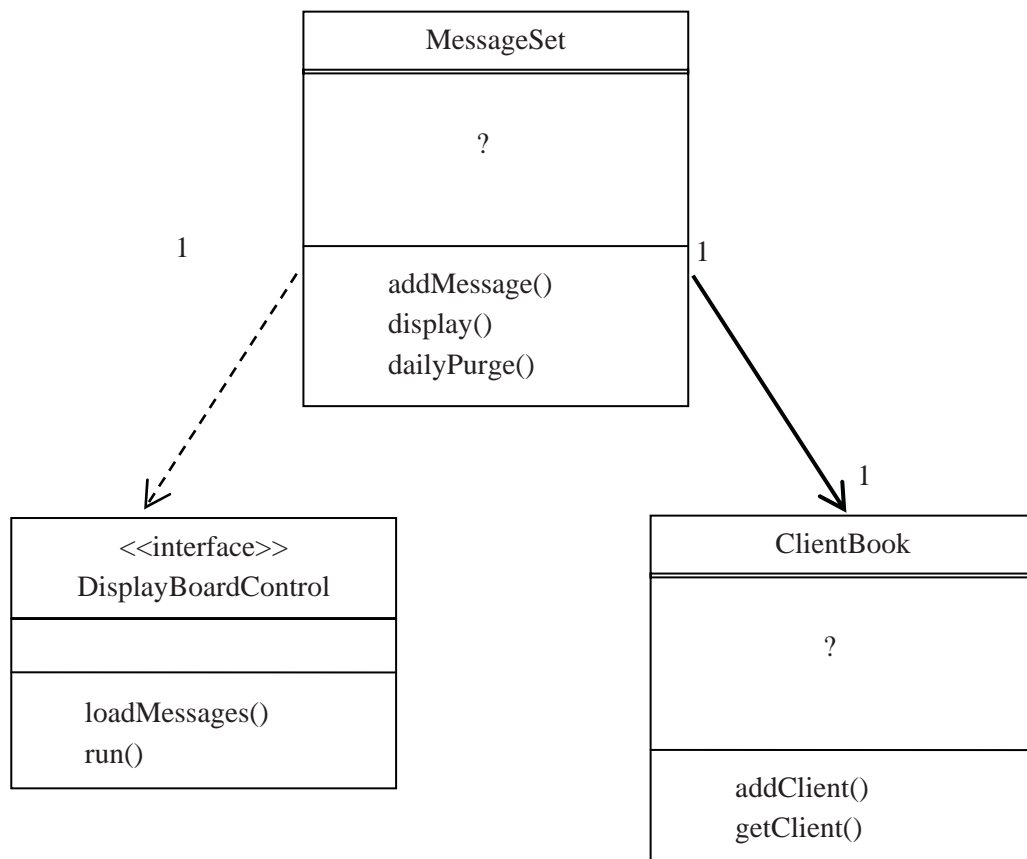 MessageSet
?
1
1
addMessage()
display()
dailyPurge()
1
<<interface>>
DisplayBoardControl
loadMessages()
run()
ClientBook
?
addClient()
getClient()